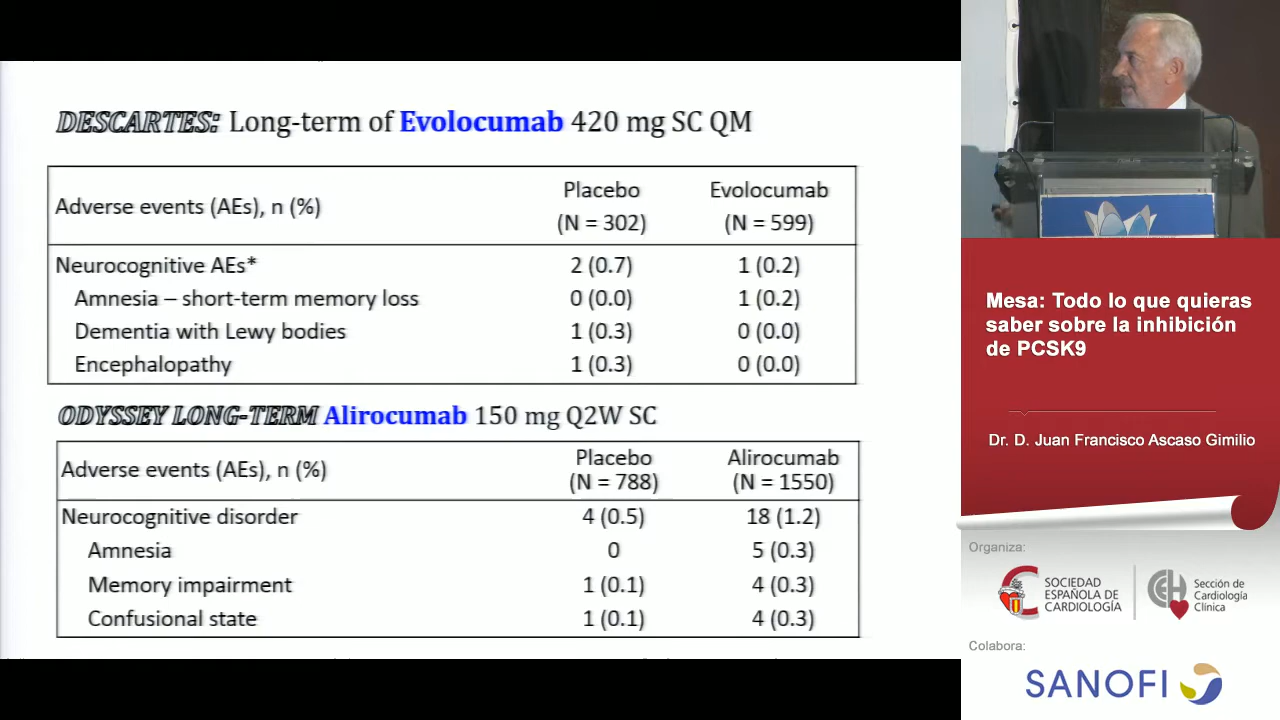 DESCARTES: Long-term of Evolocumab 420 mg SC QM
Adverse events (AEs), n (%) Placebo (N = 302) Evolocumab (N = 599)
Neurocognitive AEs* 2 (0.7) 1 (0.2)
Amnesia – short-term memory loss 0 (0.0) 1 (0.2)
Dementia with Lewy bodies 1 (0.3) 0 (0.0)
Encephalopathy 1 (0.3) 0 (0.0)
ODYSSEY LONG-TERM Alirocumab 150 mg Q2W SC
Adverse events (AEs), n (%) Placebo (N = 788) Alirocumab (N = 1550)
Neurocognitive disorder 4 (0.5) 18 (1.2)
Amnesia 0 5 (0.3)
Memory impairment 1 (0.1) 4 (0.3)
Confusional state 1 (0.1) 4 (0.3)
Mesa: Todo lo que quieras
saber sobre la inhibición
de PCSK9
Dr. D. Juan Francisco Ascaso Gimilio
Organiza:
SOCIEDAD
ESPAÑOLA DE
CARDIOLOGÍA
Sección de
Cardiología
Clínica
Colabora:
SANOFI